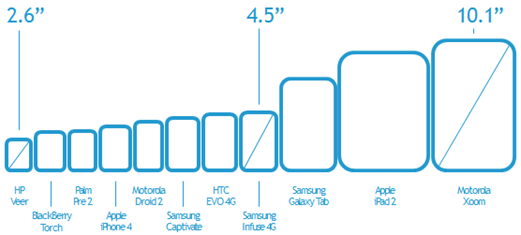 2.6”
4.5”
10.1”
HP
Veer
BlackBerry
Torch
Palm
Pre 2
Apple
iPhone 4
Motorola
Droid 2
Samsung
Captivate
HTC
EVO 4G
Samsung
Infuse 4G
Samsung
Galaxy Tab
Apple
iPad 2
Motorola
Xoom